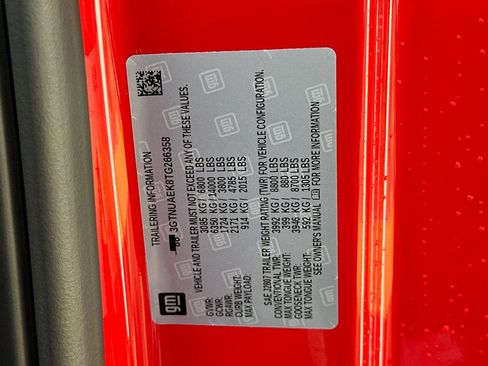 TRAILERING INFORMATION
3GTNUAEK8TG266358
VEHICLE AND TRAILER MUST NOT EXCEED ANY OF THESE VALUES.
GVWR: 3085 KG / 6800 LBS
GCWR: 6350 KG / 14000 LBS
RGAWR: 1724 KG / 3800 LBS
CURB WEIGHT: 2171 KG / 4785 LBS
MAX PAYLOAD: 914 KG / 2015 LBS
SAE J2807 TRAILER WEIGHT RATING (TWR) FOR VEHICLE CONFIGURATION.
CONVENTIONAL TWR: 3992 KG / 8800 LBS
MAX TONGUE WEIGHT: 399 KG / 880 LBS
GOOSENECK TWR: 3946 KG / 8700 LBS
MAX TONGUE WEIGHT: 592 KG / 1305 LBS
SEE OWNER'S MANUAL FOR MORE INFORMATION
gm